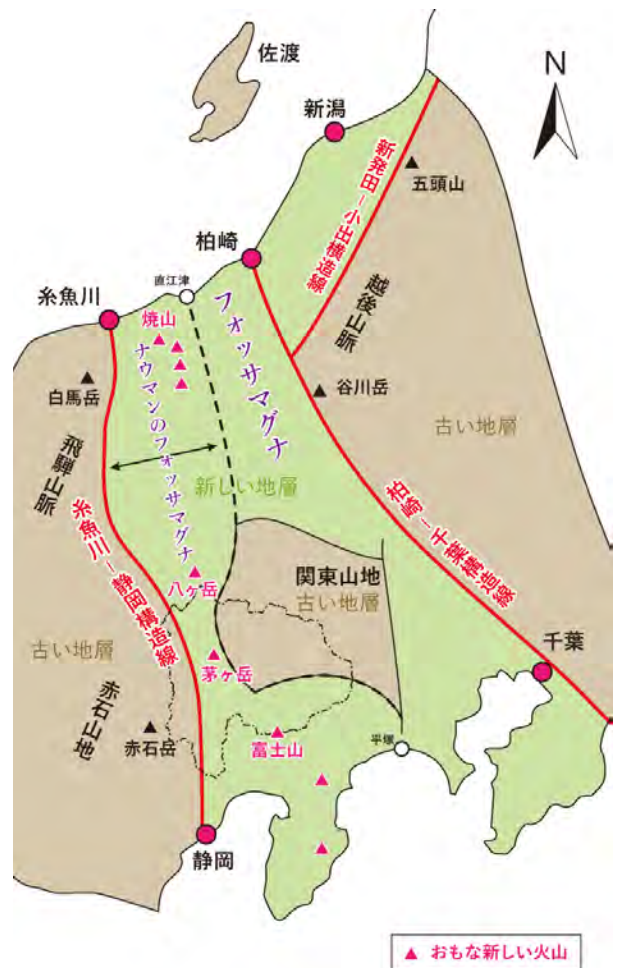 佐渡
N
新潟
五頭山
新発田－小出構造線
柏崎
直江津
糸魚川
焼山
フォッサマグナ
越後山脈
白馬岳
ナウマンのフォッサマグナ
谷川岳
古い地層
飛騨山脈
新しい地層
糸魚川－静岡構造線
柏崎－千葉構造線
八ヶ岳
関東山地
古い地層
古い地層
千葉
茅ヶ岳
赤石山地
赤石岳
富士山
平塚
静岡
▲ おもな新しい火山